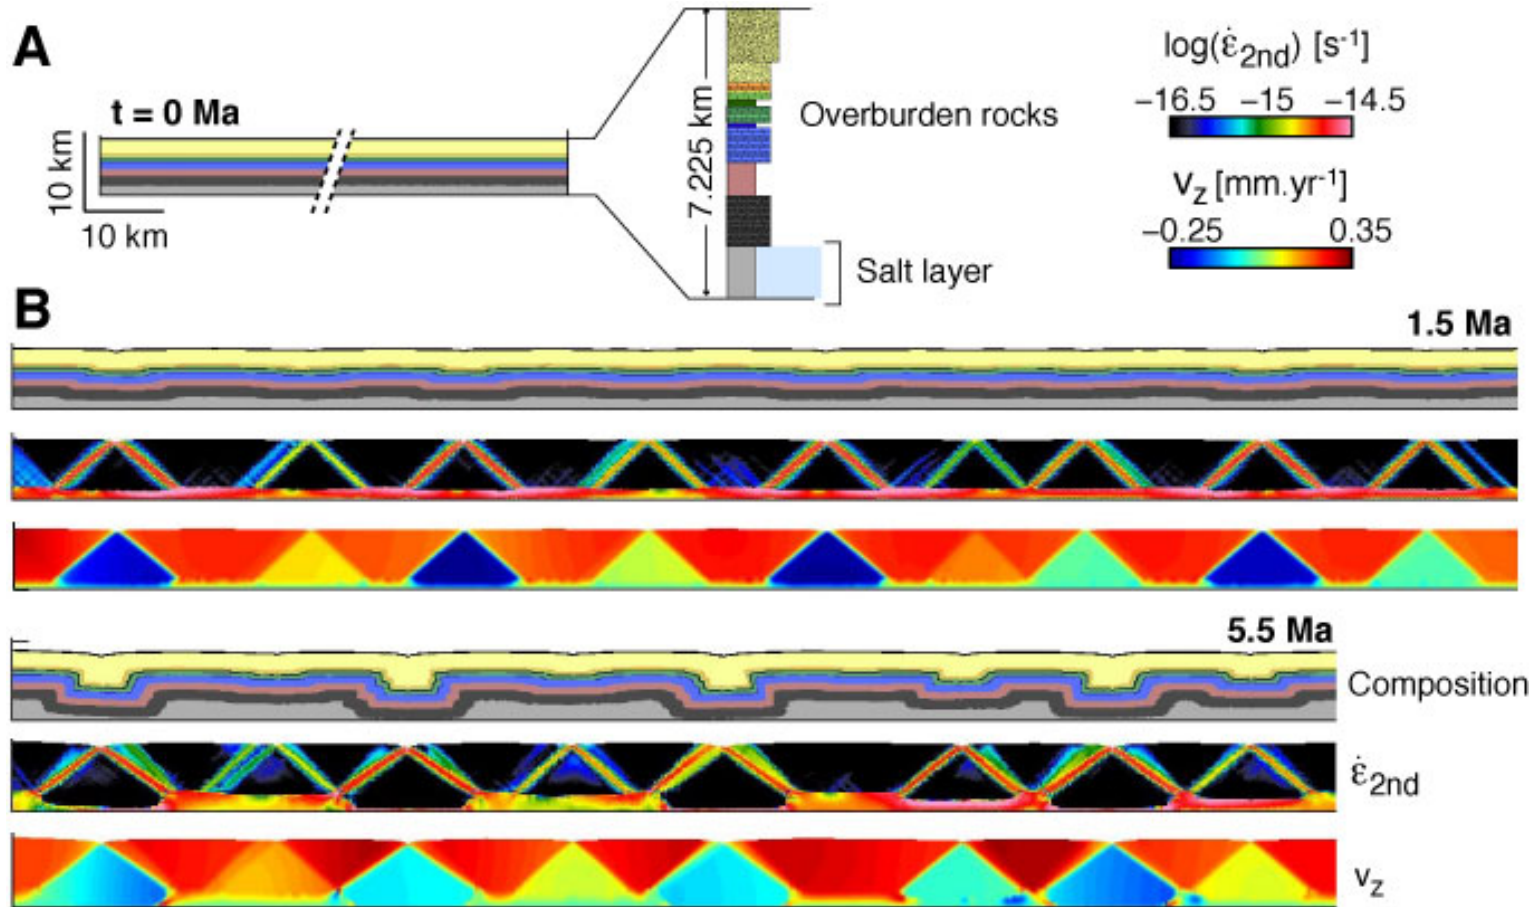 A
t = 0 Ma
10 km
10 km
7.225 km
Overburden rocks
Salt layer
log(ε̇2nd) [s-1]
−16.5 −15 −14.5
vz [mm.yr-1]
−0.25 0.35
B
1.5 Ma
5.5 Ma
Composition
ε̇2nd
vz